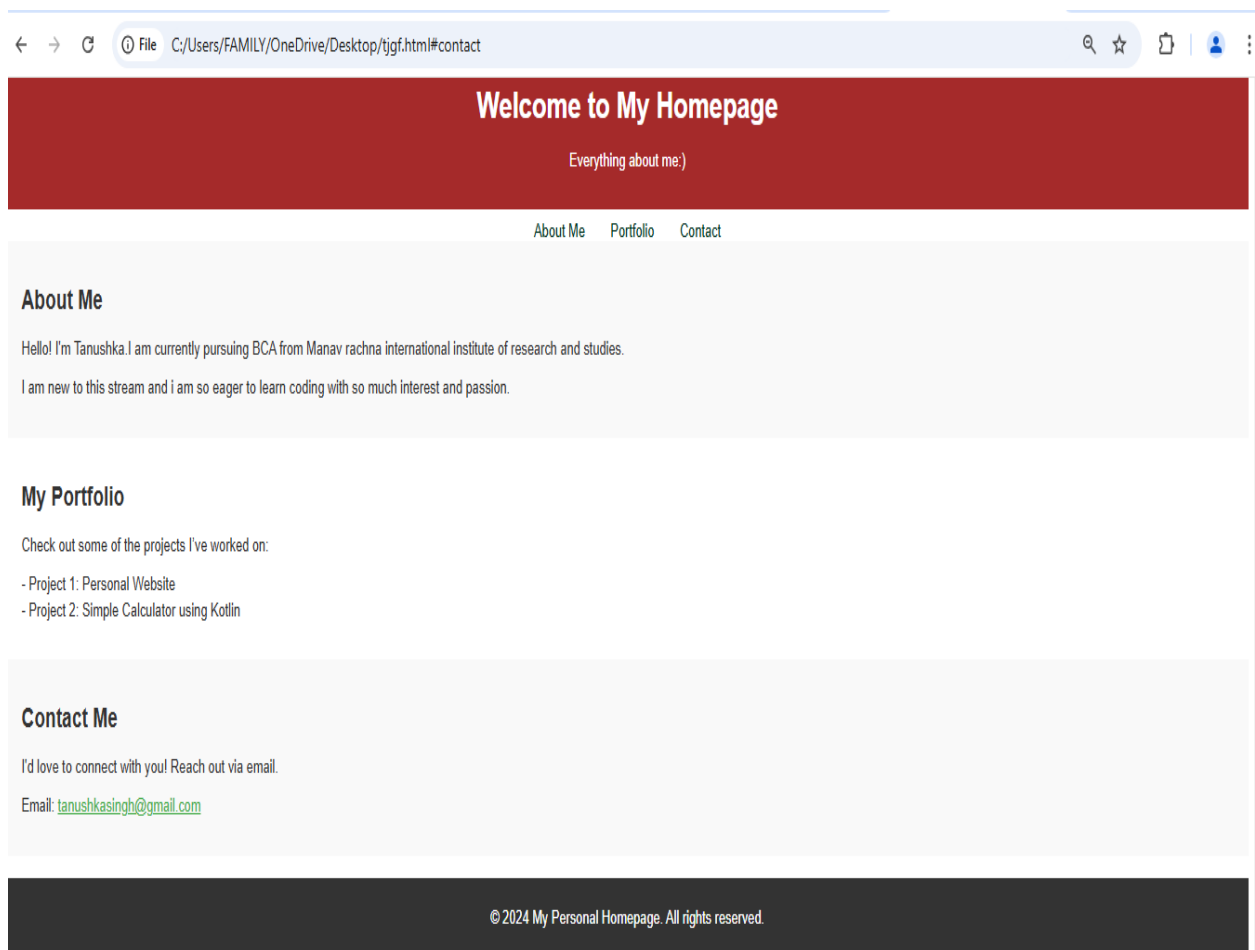 File C:/Users/FAMILY/OneDrive/Desktop/tjgf.html#contact
Welcome to My Homepage
Everything about me:)
About Me Portfolio Contact
About Me
Hello! I'm Tanushka.I am currently pursuing BCA from Manav rachna international institute of research and studies.
I am new to this stream and i am so eager to learn coding with so much interest and passion.
My Portfolio
Check out some of the projects I've worked on:
- Project 1: Personal Website
- Project 2: Simple Calculator using Kotlin
Contact Me
I'd love to connect with you! Reach out via email.
Email: tanushkasingh@gmail.com
© 2024 My Personal Homepage. All rights reserved.